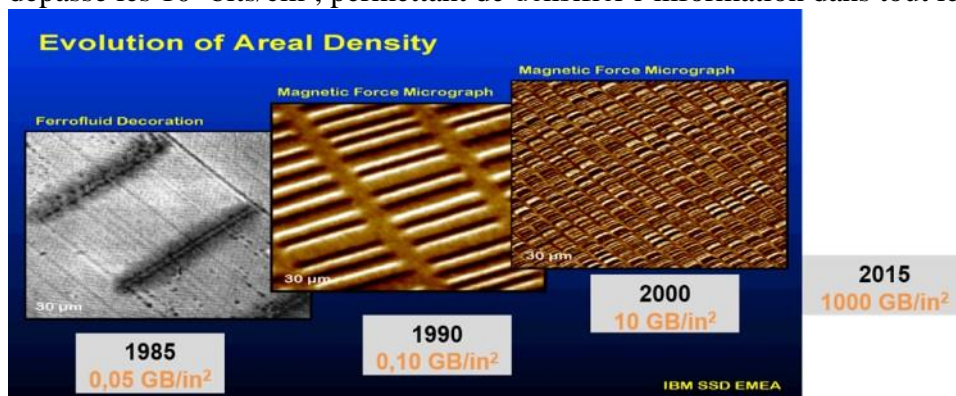 Evolution of Areal Density
Ferrofluid Decoration
Magnetic Force Micrograph
Magnetic Force Micrograph
30 µm
30 µm
30 µm
1985
0,05 GB/in²
1990
0,10 GB/in²
2000
10 GB/in²
2015
1000 GB/in²
IBM SSD EMEA